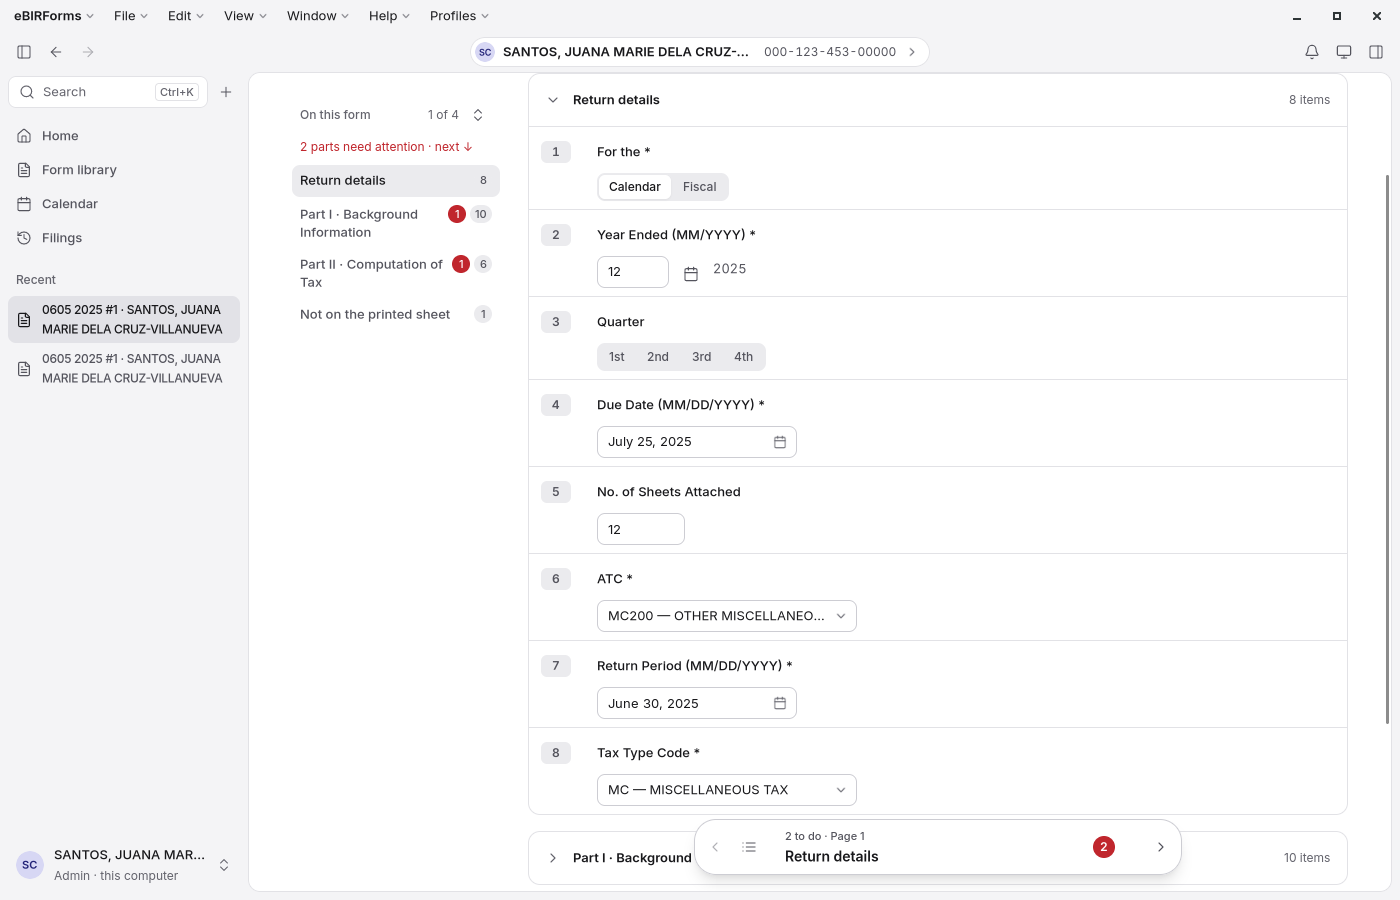 eBIRForms File Edit View Window Help Profiles
SC SANTOS, JUANA MARIE DELA CRUZ-... 000-123-453-00000
Search Ctrl+K
Home
Form library
Calendar
Filings
Recent
0605 2025 #1 · SANTOS, JUANA
MARIE DELA CRUZ-VILLANUEVA
0605 2025 #1 · SANTOS, JUANA
MARIE DELA CRUZ-VILLANUEVA
SC SANTOS, JUANA MAR...
Admin · this computer
On this form 1 of 4
2 parts need attention · next ↓
Return details 8
Part I · Background
Information 1 10
Part II · Computation of
Tax 1 6
Not on the printed sheet 1
Return details 8 items
1 For the *
Calendar Fiscal
2 Year Ended (MM/YYYY) *
12 2025
3 Quarter
1st 2nd 3rd 4th
4 Due Date (MM/DD/YYYY) *
July 25, 2025
5 No. of Sheets Attached
12
6 ATC *
MC200 — OTHER MISCELLANEO...
7 Return Period (MM/DD/YYYY) *
June 30, 2025
8 Tax Type Code *
MC — MISCELLANEOUS TAX
Part I · Background 10 items
2 to do · Page 1
Return details 2